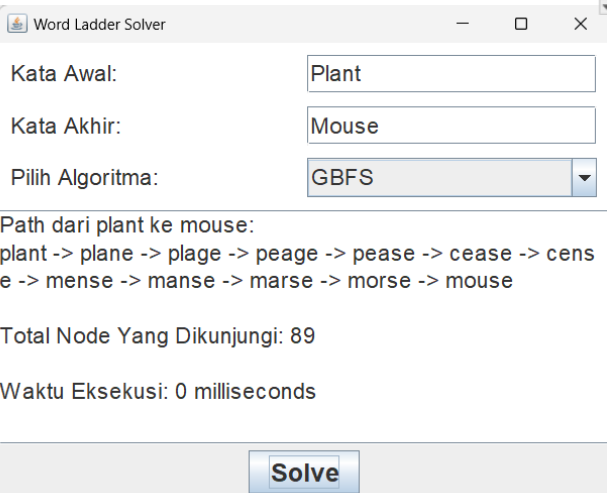 Word Ladder Solver
Kata Awal: Plant
Kata Akhir: Mouse
Pilih Algoritma: GBFS
Path dari plant ke mouse:
plant -> plane -> plage -> peage -> pease -> cease -> cens
e -> mense -> manse -> marse -> morse -> mouse
Total Node Yang Dikunjungi: 89
Waktu Eksekusi: 0 milliseconds
Solve